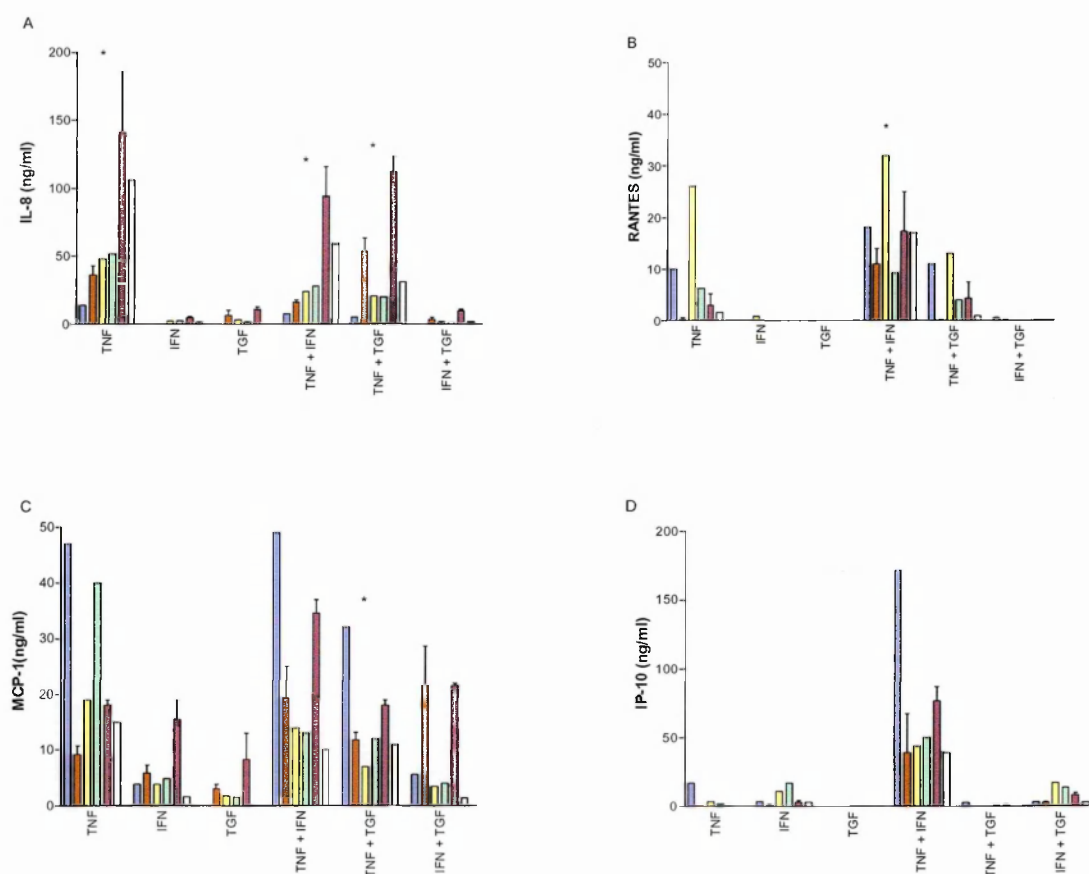 A
IL-8 (ng/ml)
200
150
100
50
0
*
*
*
TNF
IFN
TGF
TNF + IFN
TNF + TGF
IFN + TGF
B
RANTES (ng/ml)
50
40
30
20
10
0
*
TNF
IFN
TGF
TNF + IFN
TNF + TGF
IFN + TGF
C
MCP-1(ng/ml)
50
40
30
20
10
0
*
TNF
IFN
TGF
TNF + IFN
TNF + TGF
IFN + TGF
D
IP-10 (ng/ml)
200
150
100
50
0
TNF
IFN
TGF
TNF + IFN
TNF + TGF
IFN + TGF